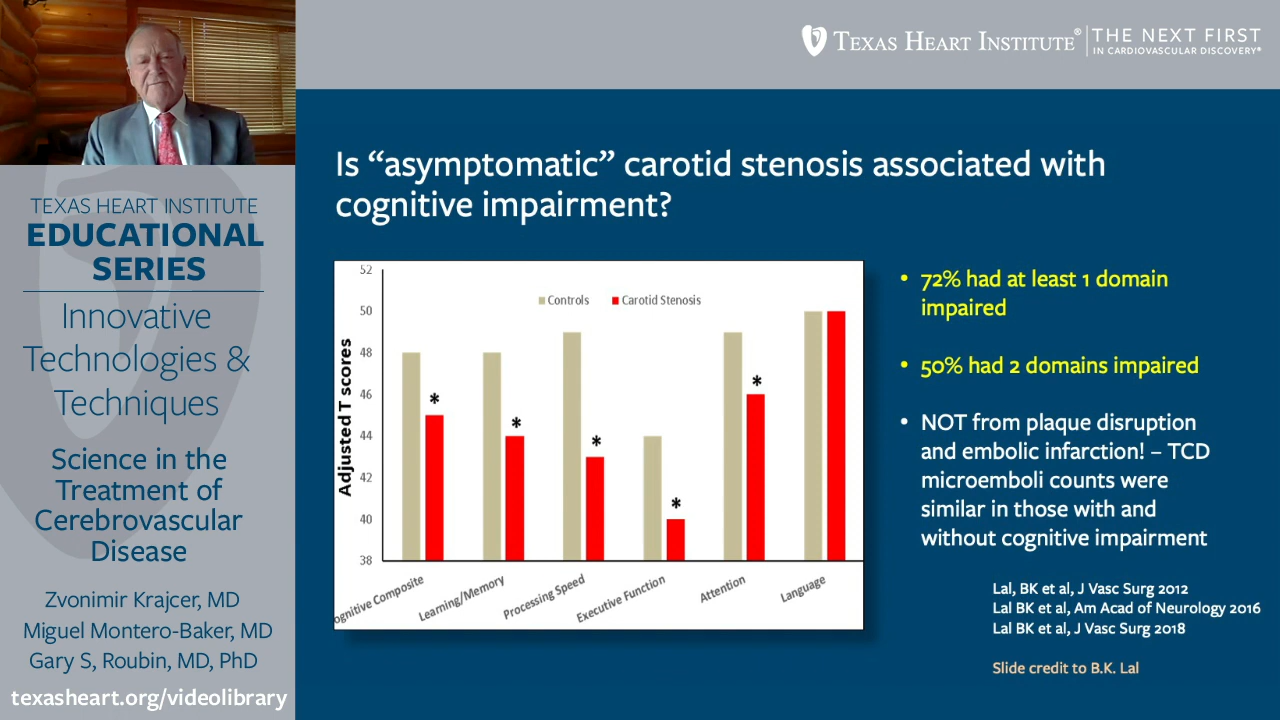 TEXAS HEART INSTITUTE® THE NEXT FIRST
IN CARDIOVASCULAR DISCOVERY®
TEXAS HEART INSTITUTE
EDUCATIONAL
SERIES
Innovative
Technologies &
Techniques
Science in the
Treatment of
Cerebrovascular
Disease
Zvonimir Krajcer, MD
Miguel Montero-Baker, MD
Gary S, Roubin, MD, PhD
texasheart.org/videolibrary
Is “asymptomatic” carotid stenosis associated with
cognitive impairment?
Controls Carotid Stenosis
Adjusted T scores
52
50
48
46
44
42
40
38
* * * * *
ognitive Composite
Learning/Memory
Processing Speed
Executive Function
Attention
Language
• 72% had at least 1 domain
impaired
• 50% had 2 domains impaired
• NOT from plaque disruption
and embolic infarction! – TCD
microemboli counts were
similar in those with and
without cognitive impairment
Lal, BK et al, J Vasc Surg 2012
Lal BK et al, Am Acad of Neurology 2016
Lal BK et al, J Vasc Surg 2018
Slide credit to B.K. Lal